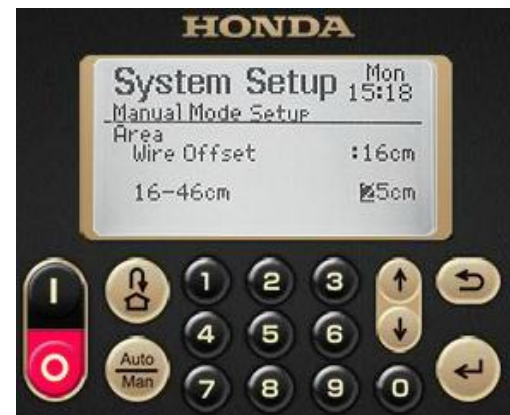 HONDA
System Setup Mon
15:18
Manual Mode Setup
Area
Wire Offset :16cm
16-46cm 25cm
1 2 3
I
4 5 6
O Auto
Man
7 8 9 0